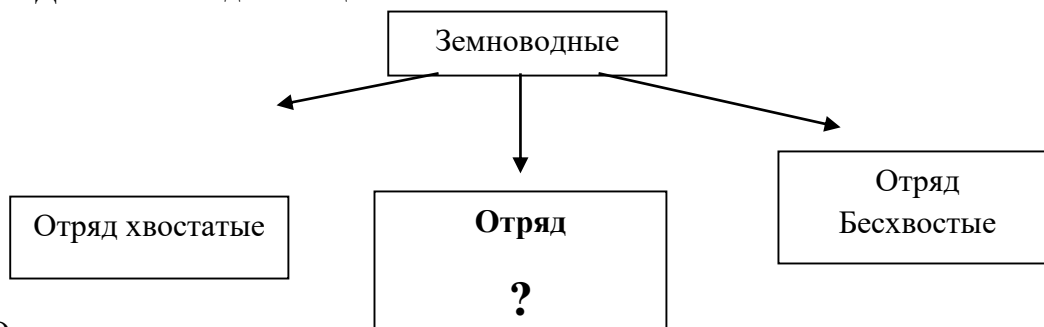 Земноводные
Отряд хвостатые
Отряд
?
Отряд
Бесхвостые